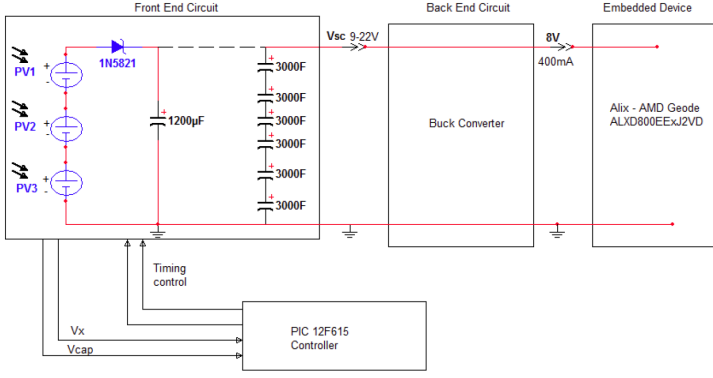 Front End Circuit
Back End Circuit
Embedded Device
PV1
+
-
1N5821
PV2
+
-
PV3
+
-
+
1200µF
+
3000F
+
3000F
+
3000F
+
3000F
+
3000F
+
3000F
Vsc 9-22V
Buck Converter
8V
400mA
Alix - AMD Geode
ALXD800EExJ2VD
Timing
control
Vx
Vcap
PIC 12F615
Controller